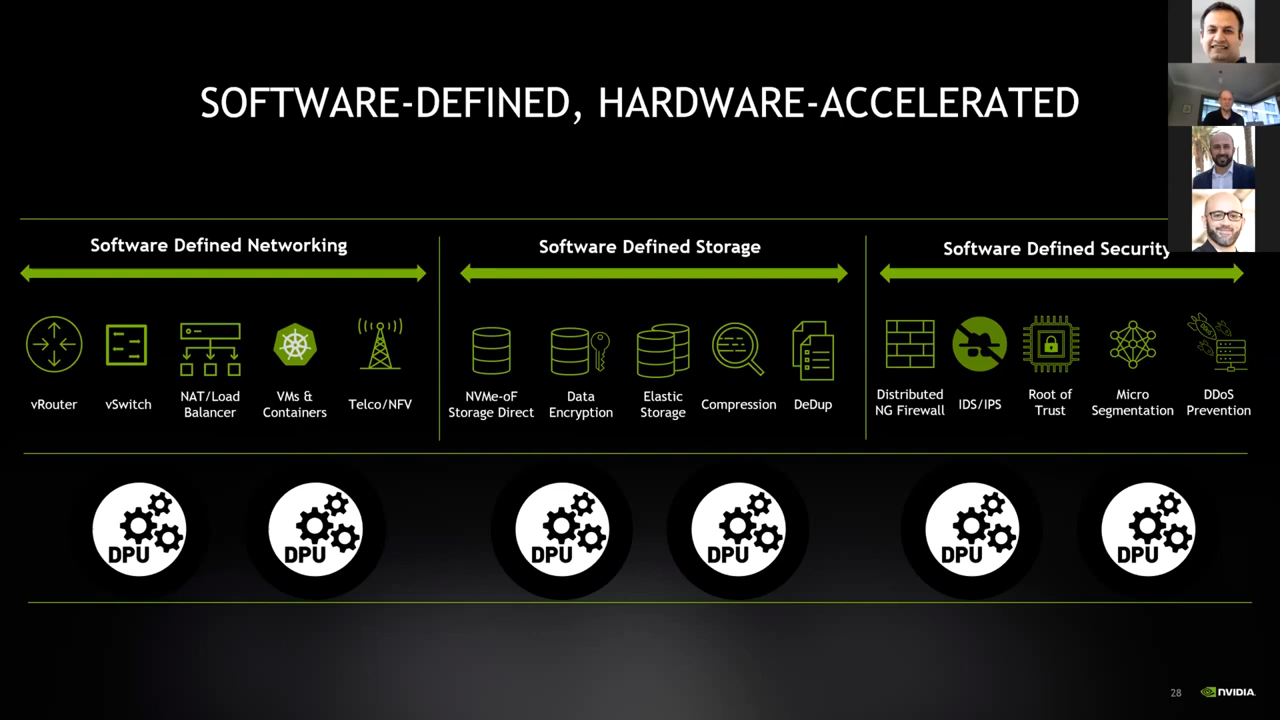 SOFTWARE-DEFINED, HARDWARE-ACCELERATED
Software Defined Networking
Software Defined Storage
Software Defined Security
vRouter
vSwitch
NAT/Load
Balancer
VMs &
Containers
Telco/NFV
NVMe-oF
Storage Direct
Data
Encryption
Elastic
Storage
Compression
DeDup
Distributed
NG Firewall
IDS/IPS
Root of
Trust
Micro
Segmentation
DDoS
Prevention
DPU
DPU
DPU
DPU
DPU
DPU
28
NVIDIA